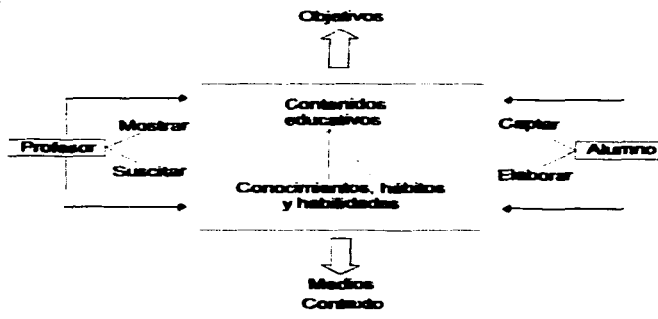 Objetivos
Contenidos
educativos
Mostrar
Captar
Profesor
Alumno
Suscitar
Elaborar
Conocimientos, hábitos
y habilidades
Medios
Contexto